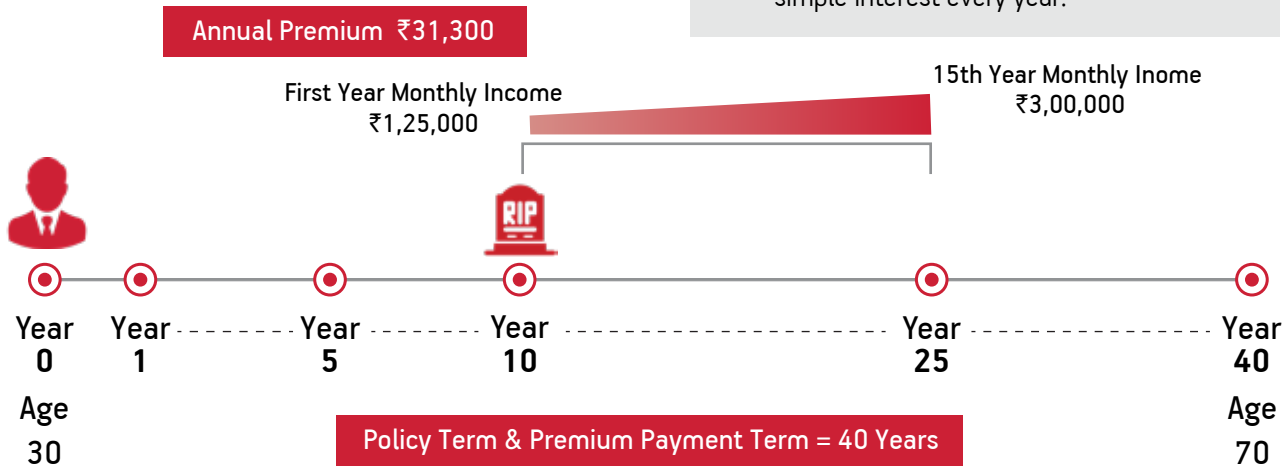 simple interest every year.
Annual Premium ₹31,300
First Year Monthly Income
₹1,25,000
15th Year Monthly Inome
₹3,00,000
RIP
Year Year Year Year Year Year
0 1 5 10 25 40
Age Age
30 70
Policy Term & Premium Payment Term = 40 Years